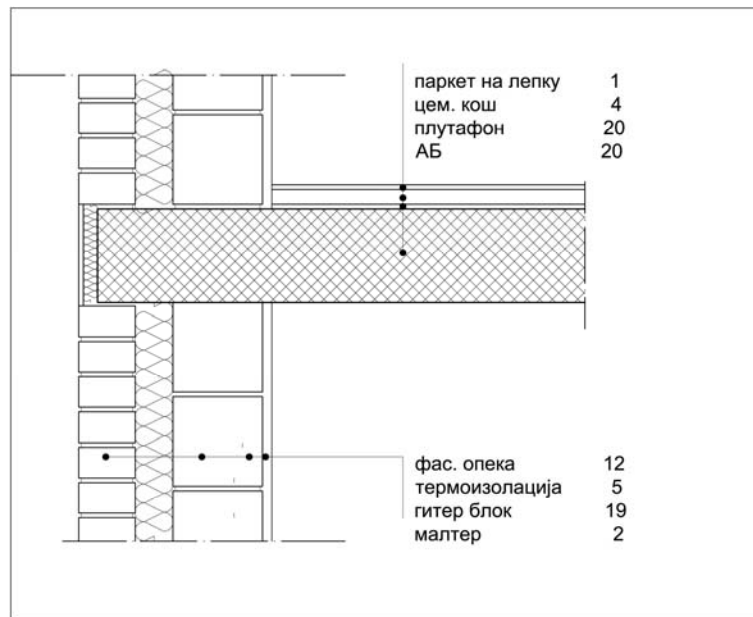 паркет на лепку 1
цем. кош 4
плутафон 20
АБ 20
фас. опека 12
термоизолација 5
гитер блок 19
малтер 2